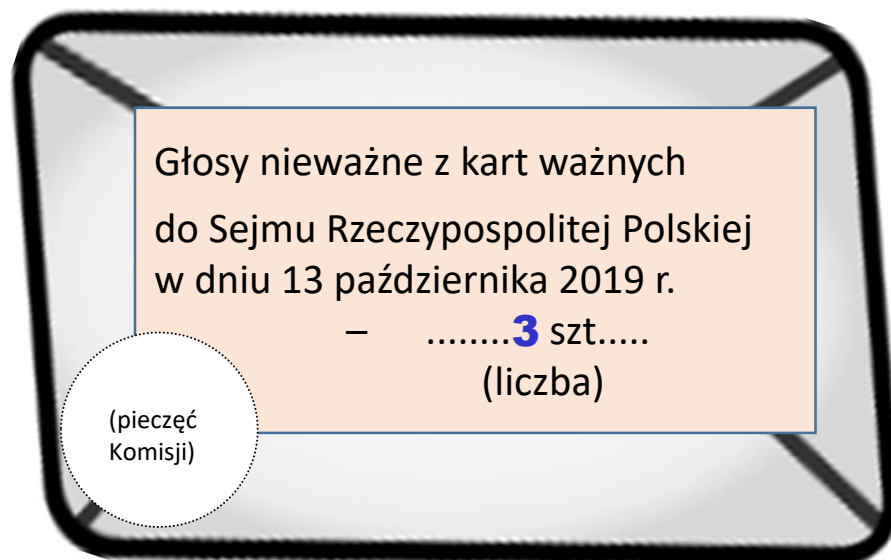 Głosy nieważne z kart ważnych
do Sejmu Rzeczypospolitej Polskiej
w dniu 13 października 2019 r.
– ........3 szt.....
(liczba)
(pieczęć
Komisji)